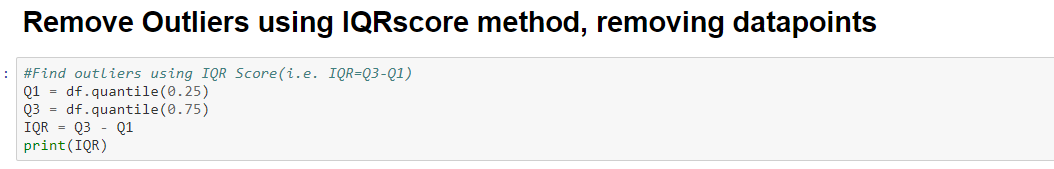 Remove Outliers using IQRscore method, removing datapoints
: #Find outliers using IQR Score(i.e. IQR=Q3-Q1)
Q1 = df.quantile(0.25)
Q3 = df.quantile(0.75)
IQR = Q3 - Q1
print(IQR)